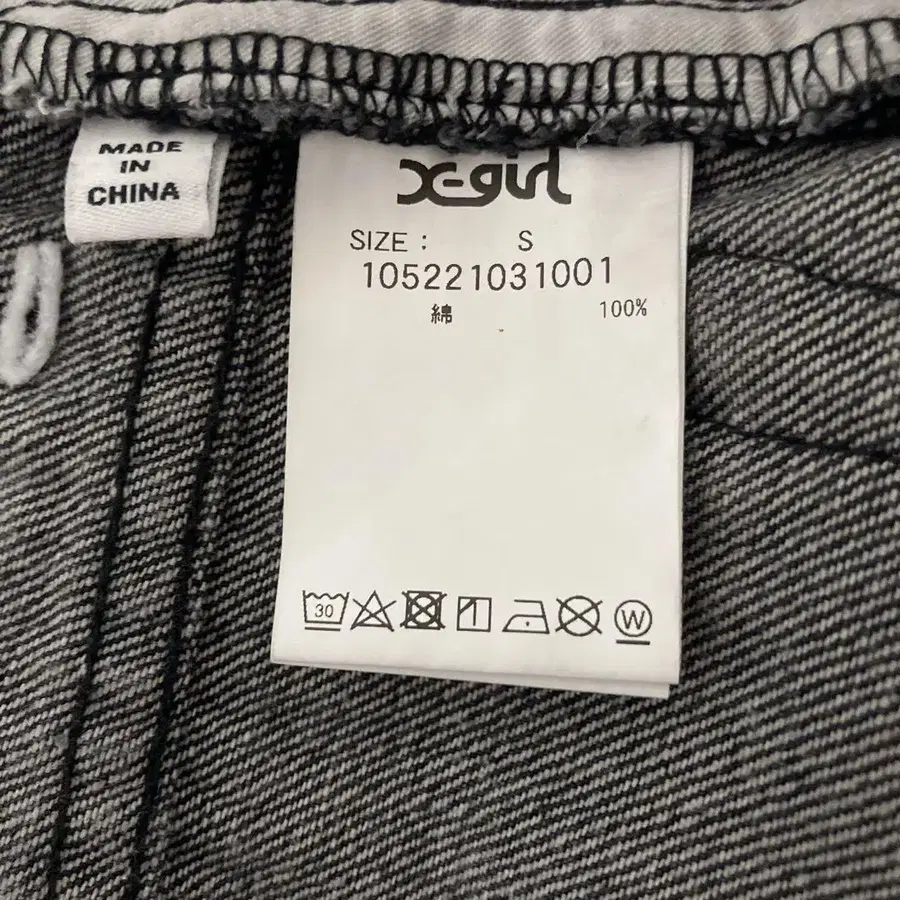 MADE
IN
CHINA
X-girl
SIZE : S
105221031001
綿 100%
30
W